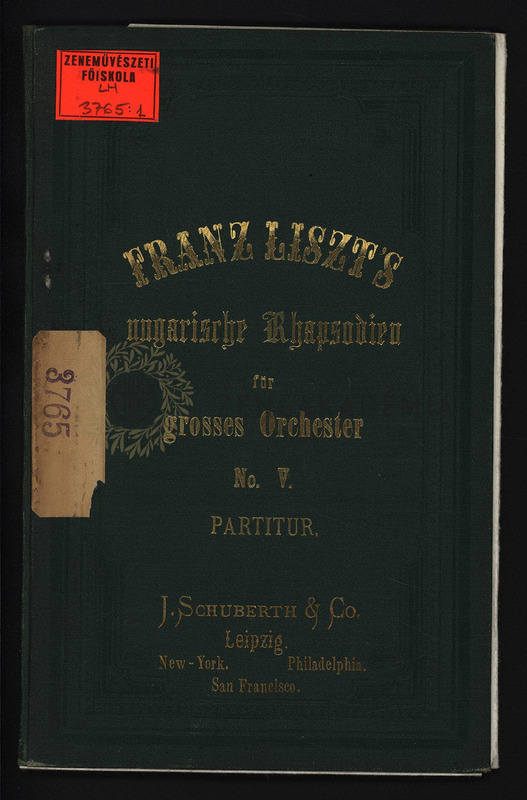 ZENEMŰVÉSZETI
FŐISKOLA
LH
3765:1
FRANZ LISZT'S
ungarische Rhapsodien
für
grosses Orchester
No. V.
PARTITUR.
3765
J. SCHUBERTH & CO.
Leipzig.
New-York. Philadelphia.
San Francisco.